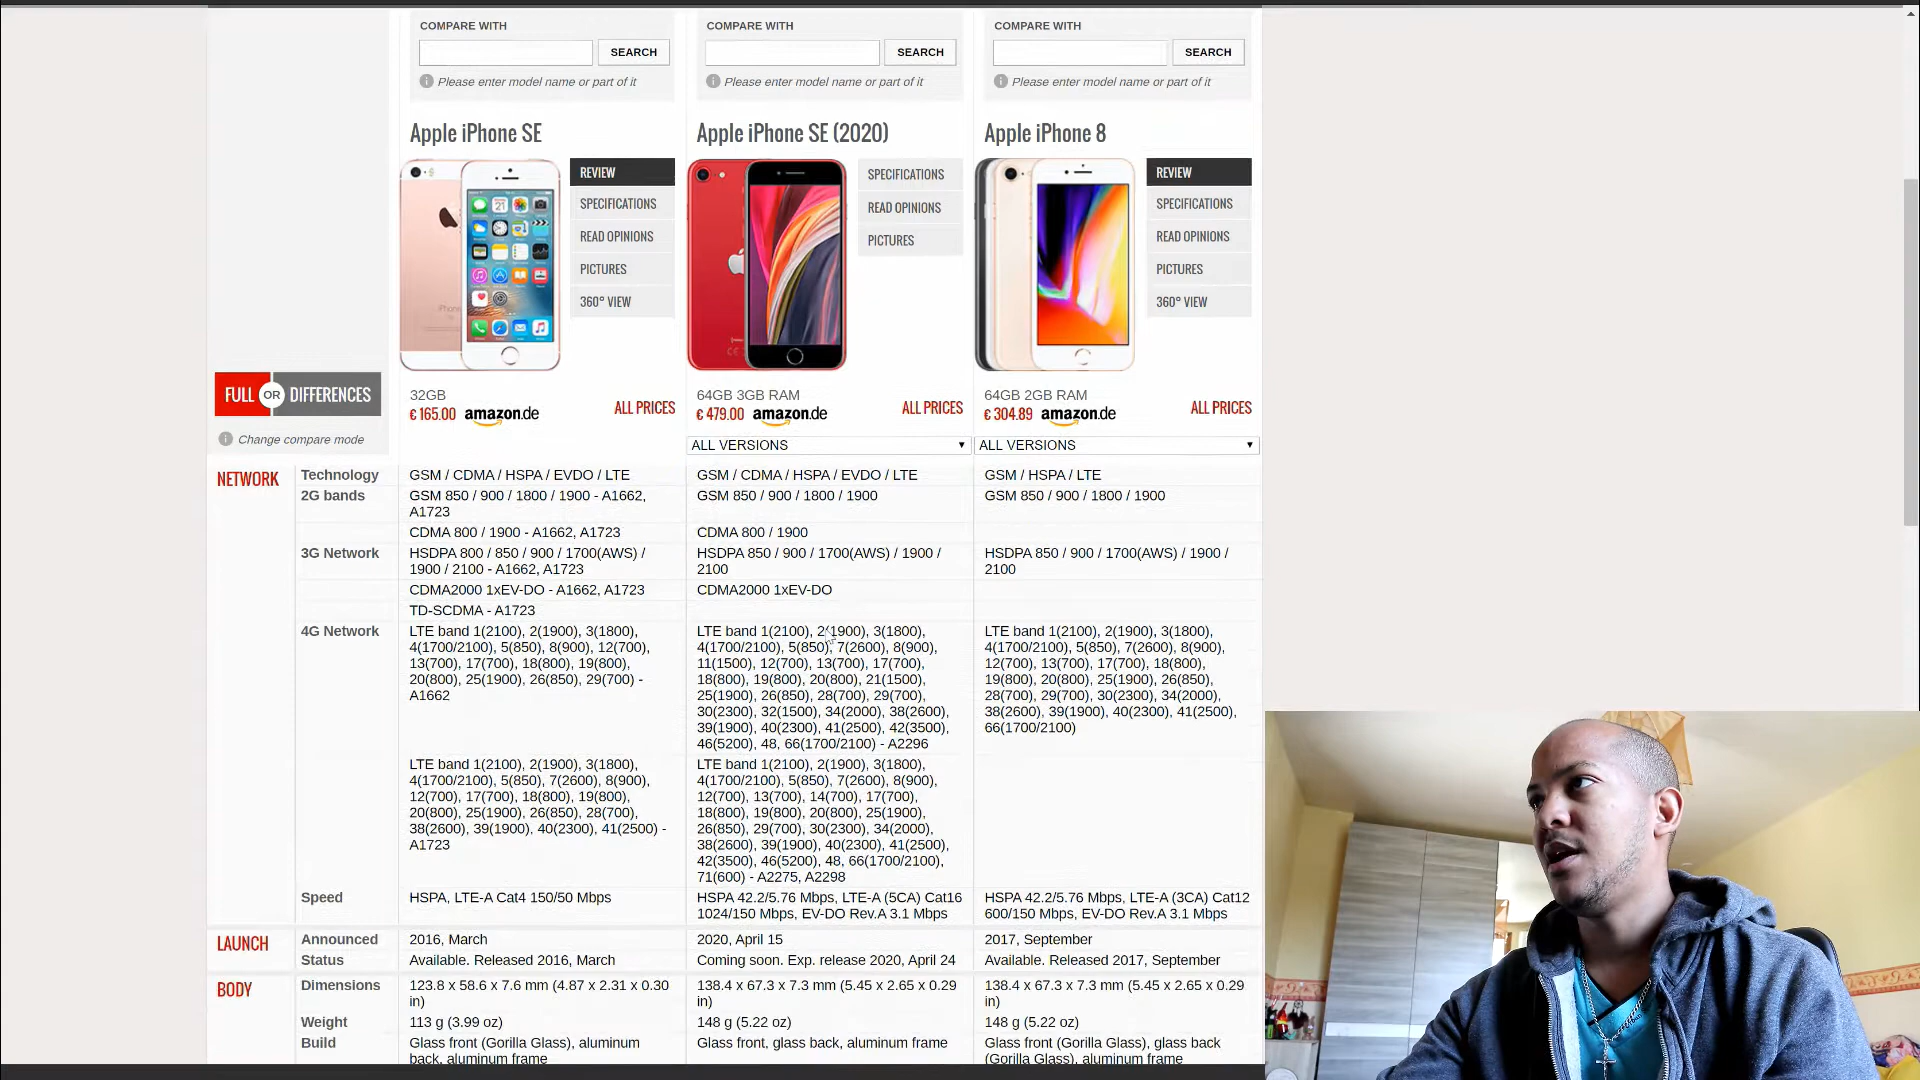 COMPARE WITH
SEARCH
Please enter model name or part of it
COMPARE WITH
SEARCH
Please enter model name or part of it
COMPARE WITH
SEARCH
Please enter model name or part of it
Apple iPhone SE
REVIEW
SPECIFICATIONS
READ OPINIONS
PICTURES
360° VIEW
32GB
€ 165.00 amazon.de
ALL PRICES
Apple iPhone SE (2020)
SPECIFICATIONS
READ OPINIONS
PICTURES
64GB 3GB RAM
€ 479.00 amazon.de
ALL PRICES
ALL VERSIONS
Apple iPhone 8
REVIEW
SPECIFICATIONS
READ OPINIONS
PICTURES
360° VIEW
64GB 2GB RAM
€ 304.89 amazon.de
ALL PRICES
ALL VERSIONS
FULL OR DIFFERENCES
Change compare mode
NETWORK
Technology
GSM / CDMA / HSPA / EVDO / LTE
GSM / CDMA / HSPA / EVDO / LTE
GSM / HSPA / LTE
2G bands
GSM 850 / 900 / 1800 / 1900 - A1662,
A1723
GSM 850 / 900 / 1800 / 1900
GSM 850 / 900 / 1800 / 1900
CDMA 800 / 1900 - A1662, A1723
CDMA 800 / 1900
3G Network
HSDPA 800 / 850 / 900 / 1700(AWS) /
1900 / 2100 - A1662, A1723
HSDPA 850 / 900 / 1700(AWS) / 1900 /
2100
HSDPA 850 / 900 / 1700(AWS) / 1900 /
2100
CDMA2000 1xEV-DO - A1662, A1723
CDMA2000 1xEV-DO
TD-SCDMA - A1723
4G Network
LTE band 1(2100), 2(1900), 3(1800),
4(1700/2100), 5(850), 8(900), 12(700),
13(700), 17(700), 18(800), 19(800),
20(800), 25(1900), 26(850), 29(700) -
A1662
LTE band 1(2100), 2(1900), 3(1800),
4(1700/2100), 5(850), 7(2600), 8(900),
11(1500), 12(700), 13(700), 17(700),
18(800), 19(800), 20(800), 21(1500),
25(1900), 26(850), 28(700), 29(700),
30(2300), 32(1500), 34(2000), 38(2600),
39(1900), 40(2300), 41(2500), 42(3500),
46(5200), 48, 66(1700/2100) - A2296
LTE band 1(2100), 2(1900), 3(1800),
4(1700/2100), 5(850), 7(2600), 8(900),
12(700), 13(700), 17(700), 18(800),
19(800), 20(800), 25(1900), 26(850),
28(700), 29(700), 30(2300), 34(2000),
38(2600), 39(1900), 40(2300), 41(2500),
66(1700/2100)
LTE band 1(2100), 2(1900), 3(1800),
4(1700/2100), 5(850), 7(2600), 8(900),
12(700), 17(700), 18(800), 19(800),
20(800), 25(1900), 26(850), 28(700),
38(2600), 39(1900), 40(2300), 41(2500) -
A1723
LTE band 1(2100), 2(1900), 3(1800),
4(1700/2100), 5(850), 7(2600), 8(900),
12(700), 13(700), 14(700), 17(700),
18(800), 19(800), 20(800), 25(1900),
26(850), 29(700), 30(2300), 34(2000),
38(2600), 39(1900), 40(2300), 41(2500),
42(3500), 46(5200), 48, 66(1700/2100),
71(600) - A2275, A2298
Speed
HSPA, LTE-A Cat4 150/50 Mbps
HSPA 42.2/5.76 Mbps, LTE-A (5CA) Cat16
1024/150 Mbps, EV-DO Rev.A 3.1 Mbps
HSPA 42.2/5.76 Mbps, LTE-A (3CA) Cat12
600/150 Mbps, EV-DO Rev.A 3.1 Mbps
LAUNCH
Announced
2016, March
2020, April 15
2017, September
Status
Available. Released 2016, March
Coming soon. Exp. release 2020, April 24
Available. Released 2017, September
BODY
Dimensions
123.8 x 58.6 x 7.6 mm (4.87 x 2.31 x 0.30
in)
138.4 x 67.3 x 7.3 mm (5.45 x 2.65 x 0.29
in)
138.4 x 67.3 x 7.3 mm (5.45 x 2.65 x 0.29
in)
Weight
113 g (3.99 oz)
148 g (5.22 oz)
148 g (5.22 oz)
Build
Glass front (Gorilla Glass), aluminum
back, aluminum frame
Glass front, glass back, aluminum frame
Glass front (Gorilla Glass), glass back
(Gorilla Glass), aluminum frame